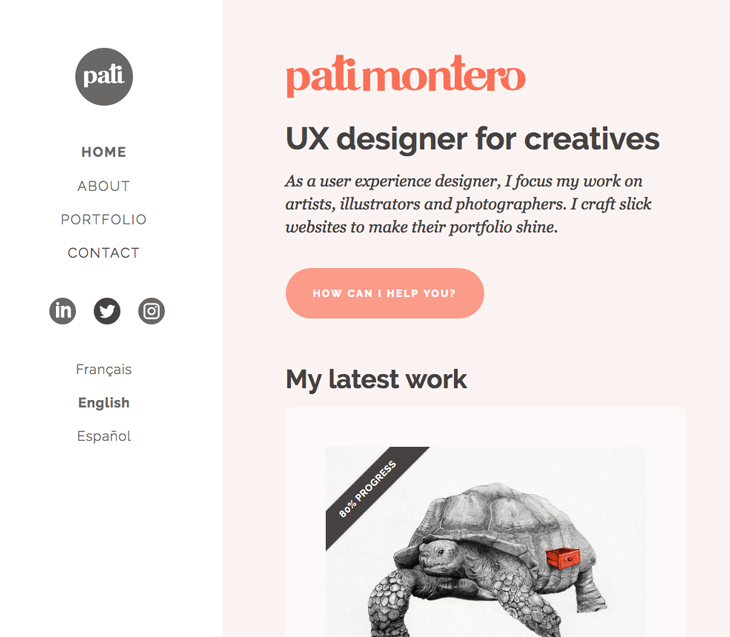 pati
HOME
ABOUT
PORTFOLIO
CONTACT
in
Français
English
Español
patimontero
UX designer for creatives
As a user experience designer, I focus my work on
artists, illustrators and photographers. I craft slick
websites to make their portfolio shine.
HOW CAN I HELP YOU?
My latest work
80% PROGRESS